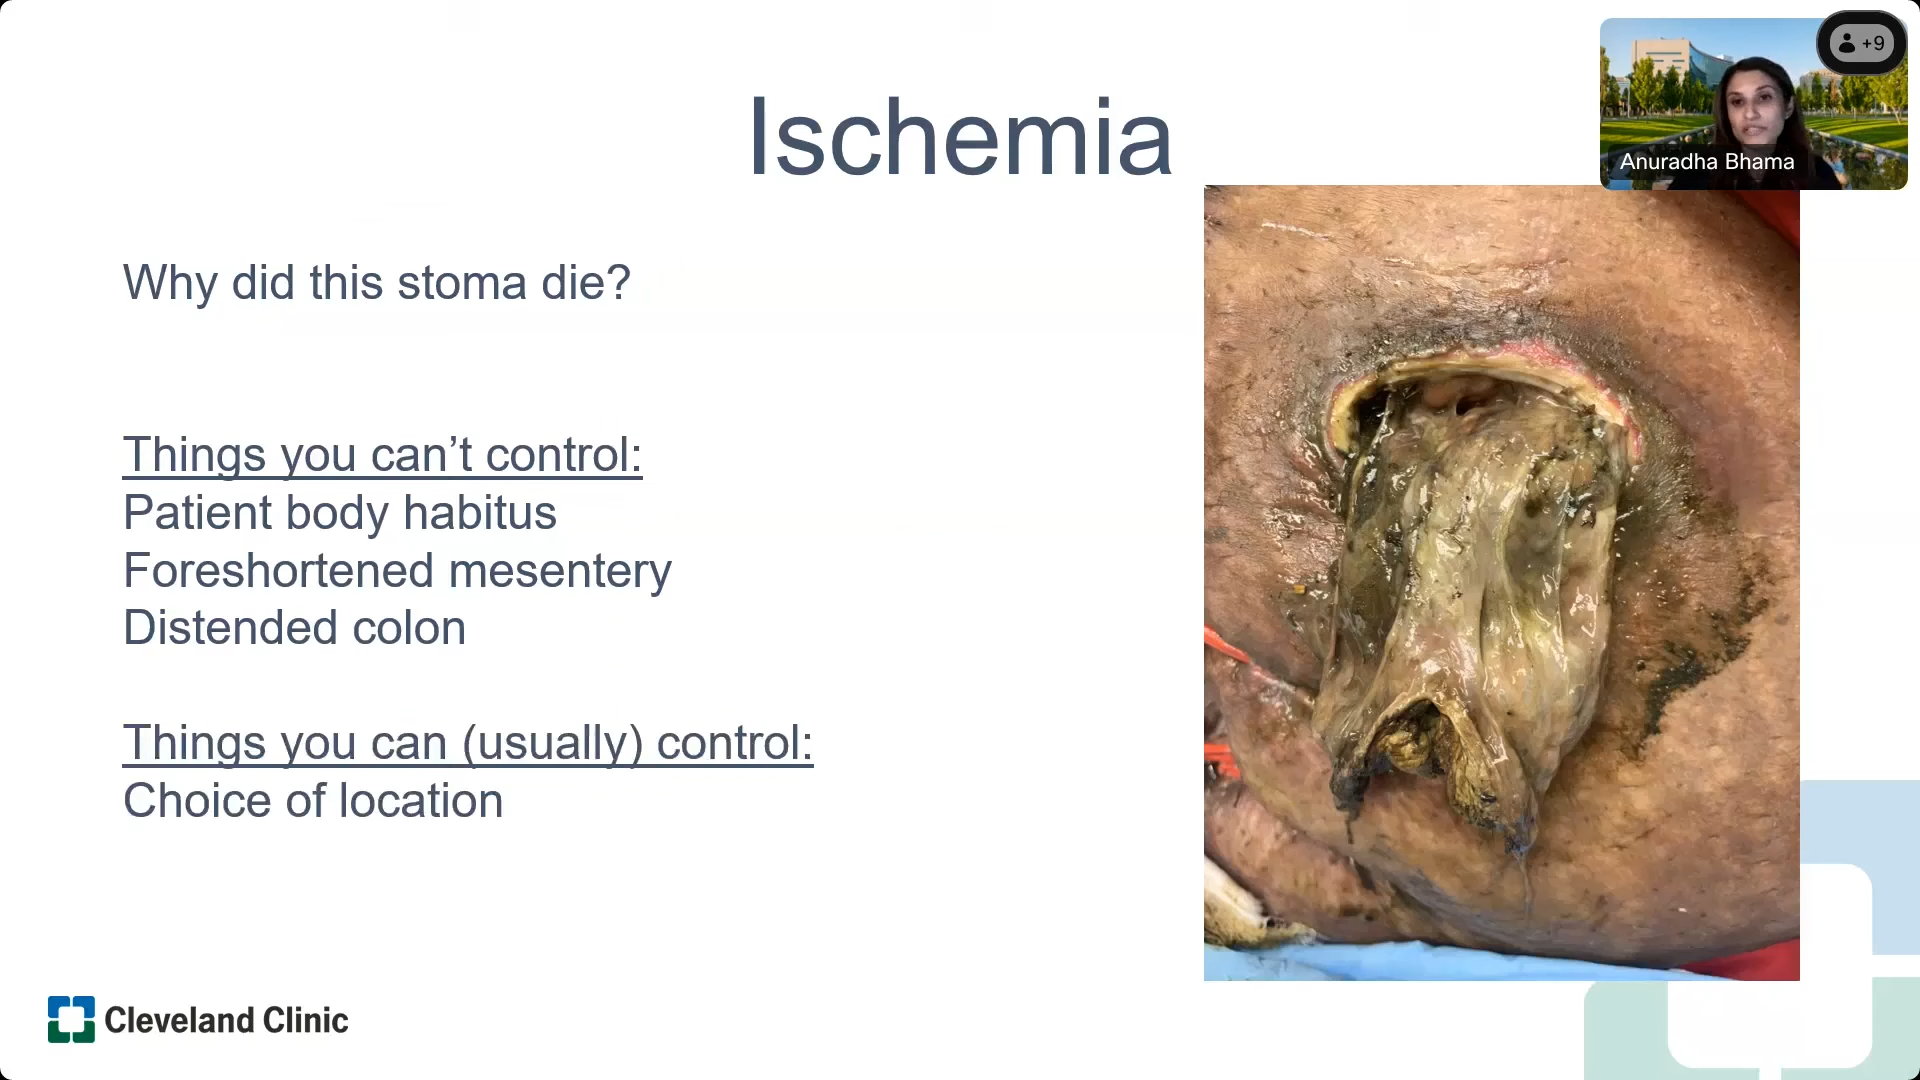 Ischemia
+9
Anuradha Bhama
Why did this stoma die?
Things you can’t control:
Patient body habitus
Foreshortened mesentery
Distended colon
Things you can (usually) control:
Choice of location
Cleveland Clinic